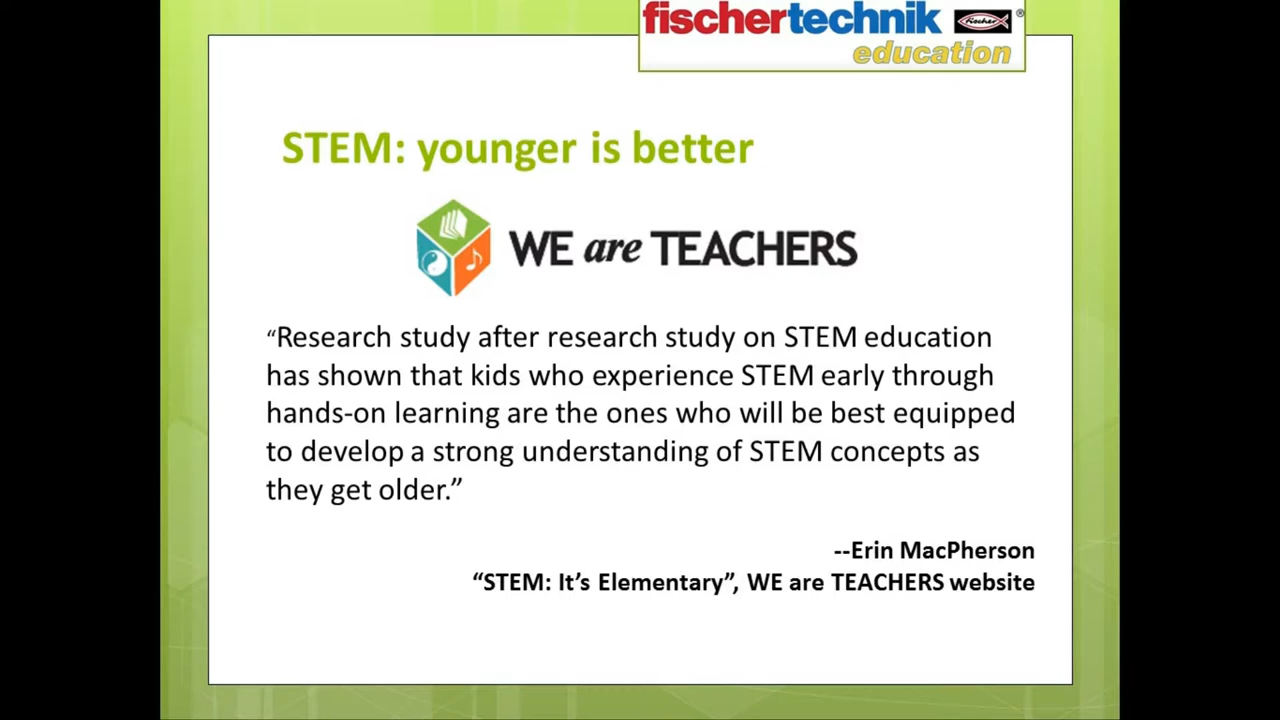 fischertechnik fischer ®
education
STEM: younger is better
WE are TEACHERS
“Research study after research study on STEM education
has shown that kids who experience STEM early through
hands-on learning are the ones who will be best equipped
to develop a strong understanding of STEM concepts as
they get older.”
--Erin MacPherson
“STEM: It’s Elementary”, WE are TEACHERS website